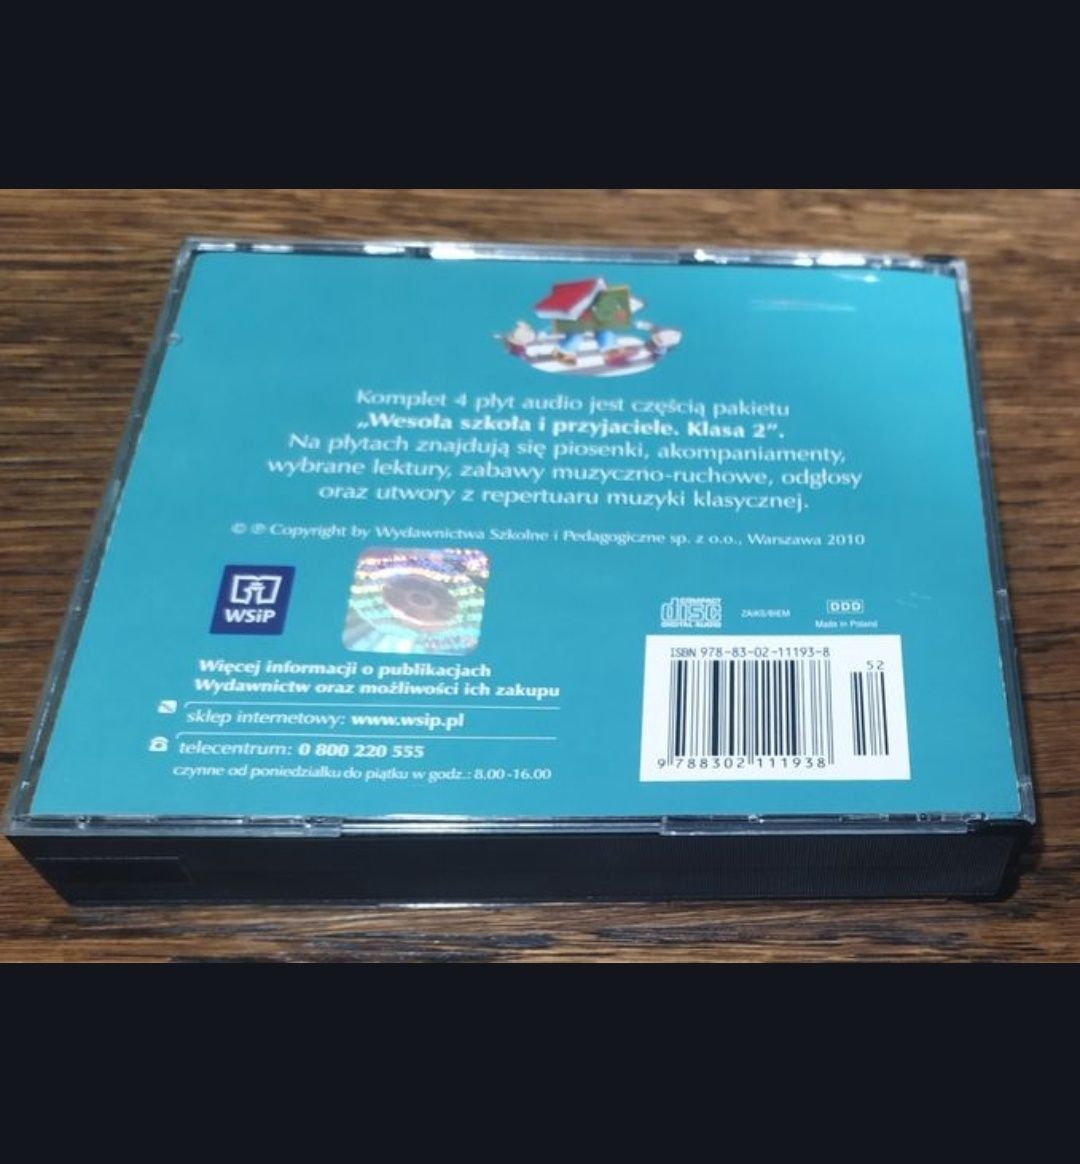 Komplet 4 płyt audio jest częścią pakietu
„Wesoła szkoła i przyjaciele. Klasa 2”.
Na płytach znajdują się piosenki, akompaniamenty,
wybrane lektury, zabawy muzyczno-ruchowe, odgłosy
oraz utwory z repertuaru muzyki klasycznej.
© ℗ Copyright by Wydawnictwa Szkolne i Pedagogiczne sp. z o.o., Warszawa 2010
WSiP
COMPACT
disc
DIGITAL AUDIO
ZAiKS/BIEM
DDD
Made in Poland
Więcej informacji o publikacjach
Wydawnictw oraz możliwości ich zakupu
sklep internetowy: www.wsip.pl
telecentrum: 0 800 220 555
czynne od poniedziałku do piątku w godz.: 8.00-16.00
ISBN 978-83-02-11193-8
52
9 788302 111938